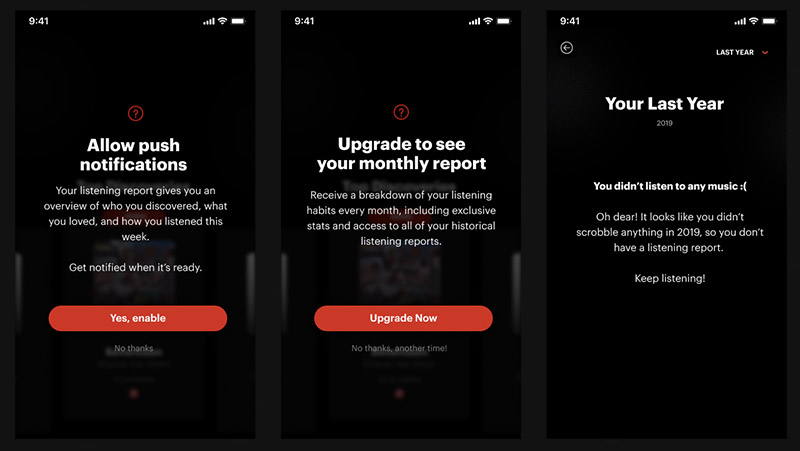 9:41
Allow push
notifications
Your listening report gives you an
overview of who you discovered, what
you loved, and how you listened this
week.
Get notified when it's ready.
Yes, enable
No thanks
9:41
Upgrade to see
your monthly report
Top Discoveries
Receive a breakdown of your listening
habits every month, including exclusive
stats and access to all of your historical
listening reports.
Upgrade Now
No thanks, another time!
9:41
LAST YEAR
Your Last Year
2019
You didn't listen to any music :(
Oh dear! It looks like you didn't
scrobble anything in 2019, so you don't
have a listening report.
Keep listening!